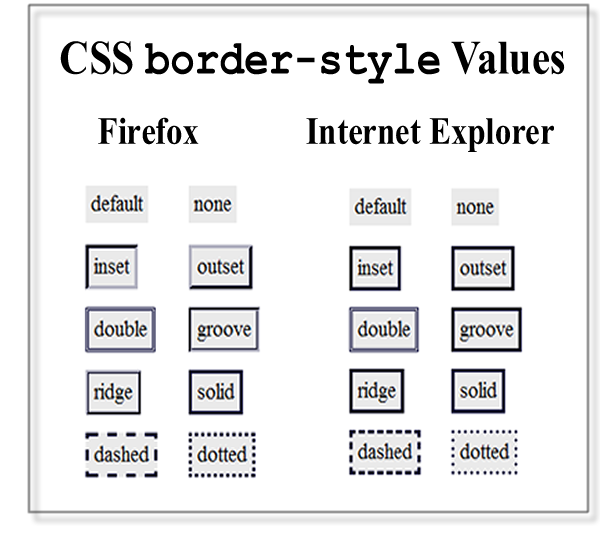 CSS border-style Values
Firefox Internet Explorer
default none default none
inset outset inset outset
double groove double groove
ridge solid ridge solid
dashed dotted dashed dotted